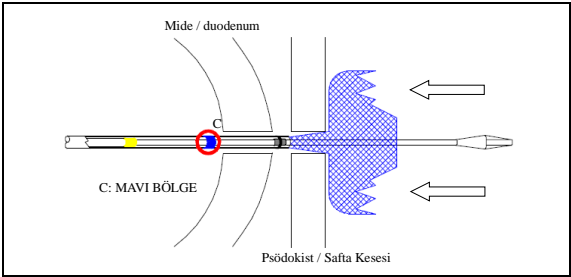 Mide / duodenum
C
C: MAVI BÖLGE
Psödokist / Safta Kesesi